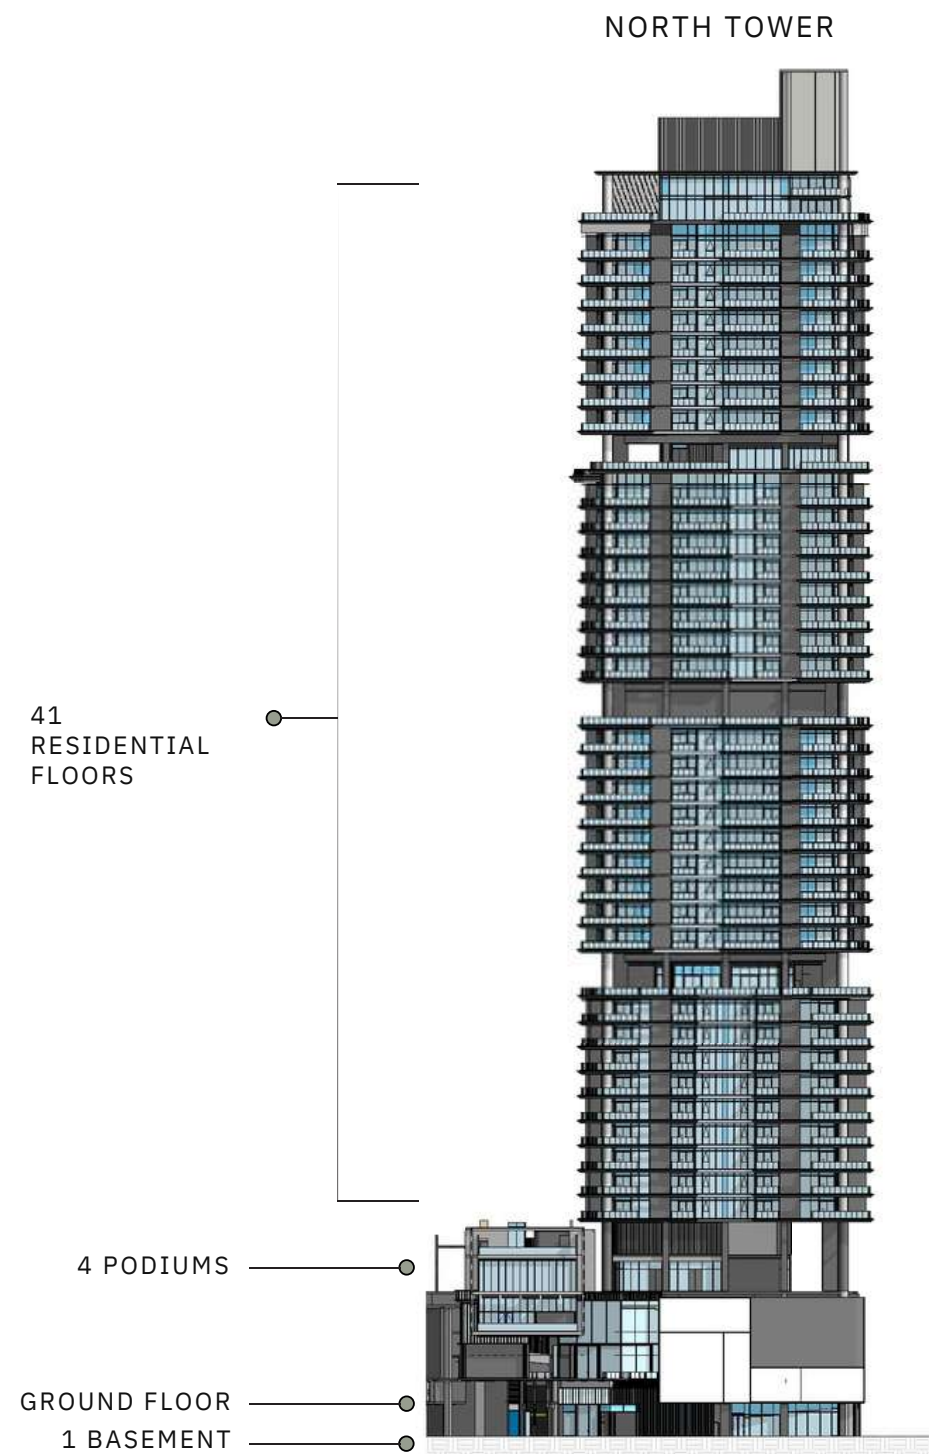 NORTH TOWER
41
RESIDENTIAL
FLOORS
4 PODIUMS
GROUND FLOOR
1 BASEMENT